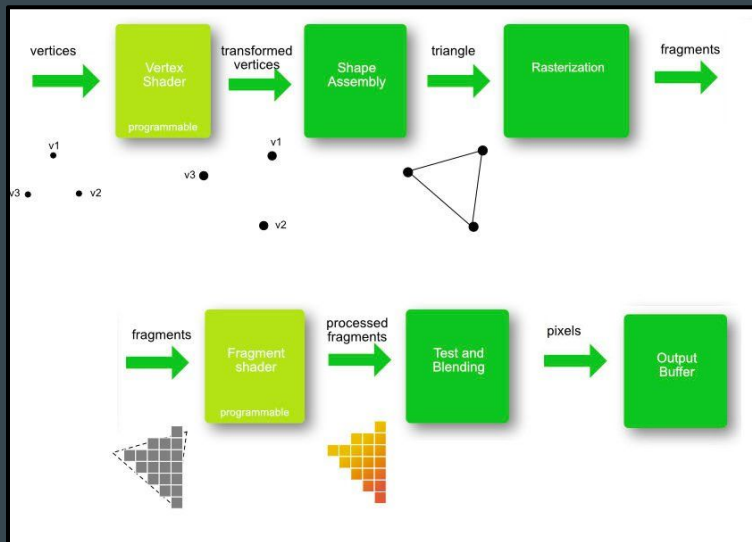 vertices
Vertex
Shader
programmable
transformed
vertices
Shape
Assembly
triangle
Rasterization
fragments
v1
v3
v2
v1
v3
v2
fragments
Fragment
shader
programmable
processed
fragments
Test and
Blending
pixels
Output
Buffer